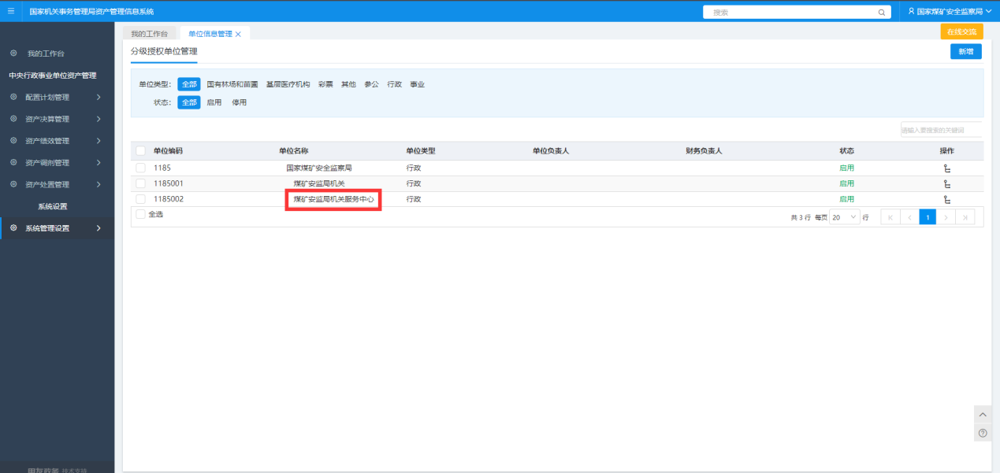 国家机关事务管理局资产管理信息系统
搜索
国家煤矿安全监察局
我的工作台
单位信息管理
在线交流
我的工作台
分级授权单位管理
新增
中央行政事业单位资产管理
单位类型: 全部 国有林场和苗圃 基层医疗机构 彩票 其他 参公 行政 事业
配置计划管理
状态: 全部 启用 停用
资产决算管理
请输入要搜索的关键词
资产绩效管理
单位编码 单位名称 单位类型 单位负责人 财务负责人 状态 操作
资产调剂管理
1185 国家煤矿安全监察局 行政 启用
资产处置管理
1185001 煤矿安监局机关 行政 启用
1185002 煤矿安监局机关服务中心 行政 启用
系统设置
全选
共 3 行 每页 20 行 1
系统管理设置
用友政务 技术支持